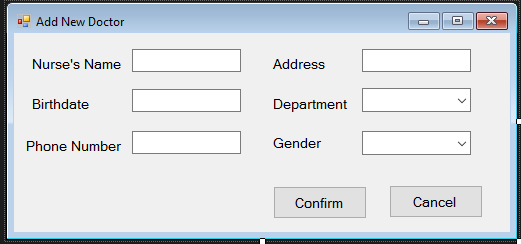 Add New Doctor
Nurse's Name
Address
Birthdate
Department
Phone Number
Gender
Confirm
Cancel